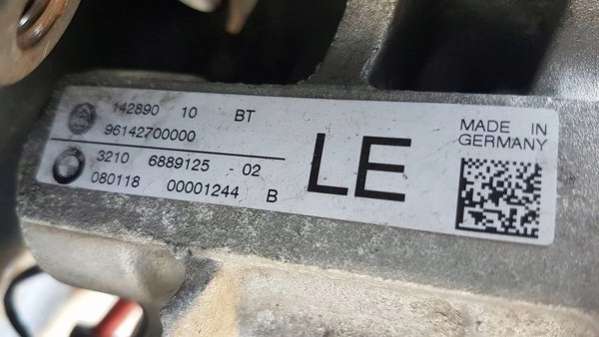 142890 10 BT
96142700000
3210 6889125 - 02
080118 00001244 B
LE
MADE IN
GERMANY